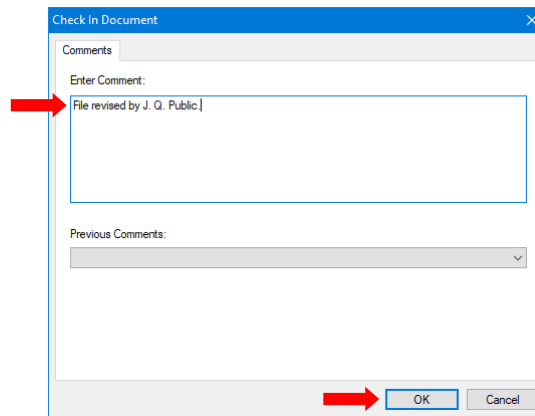 Check In Document
Comments
Enter Comment:
File revised by J. Q. Public.
Previous Comments:
OK Cancel